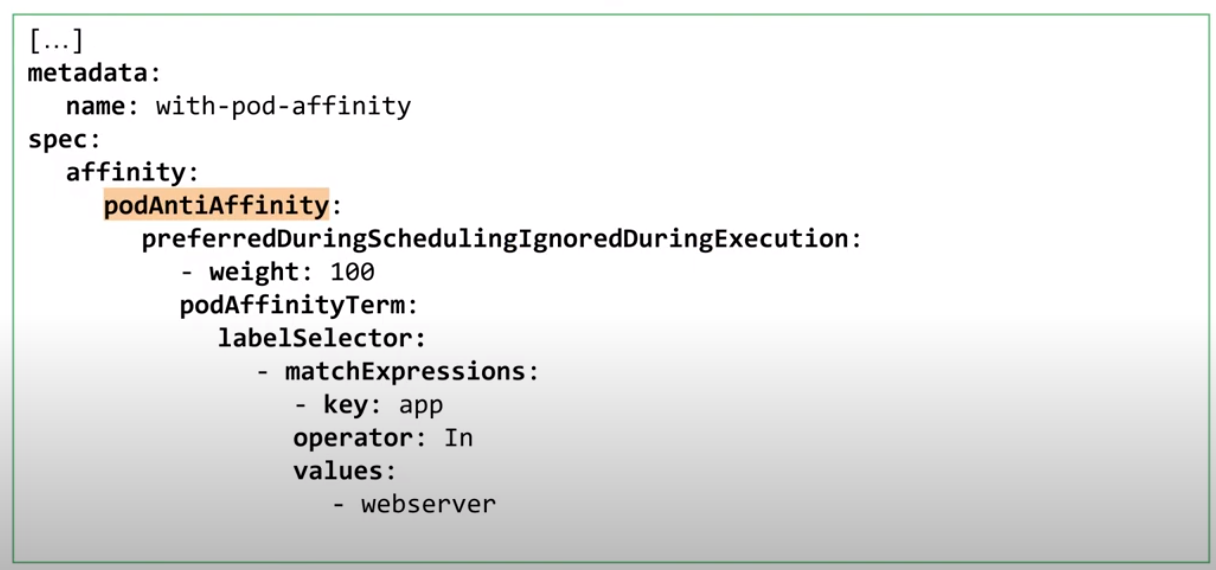 [...]
metadata:
name: with-pod-affinity
spec:
affinity:
podAntiAffinity:
preferredDuringSchedulingIgnoredDuringExecution:
- weight: 100
podAffinityTerm:
labelSelector:
- matchExpressions:
- key: app
operator: In
values:
- webserver